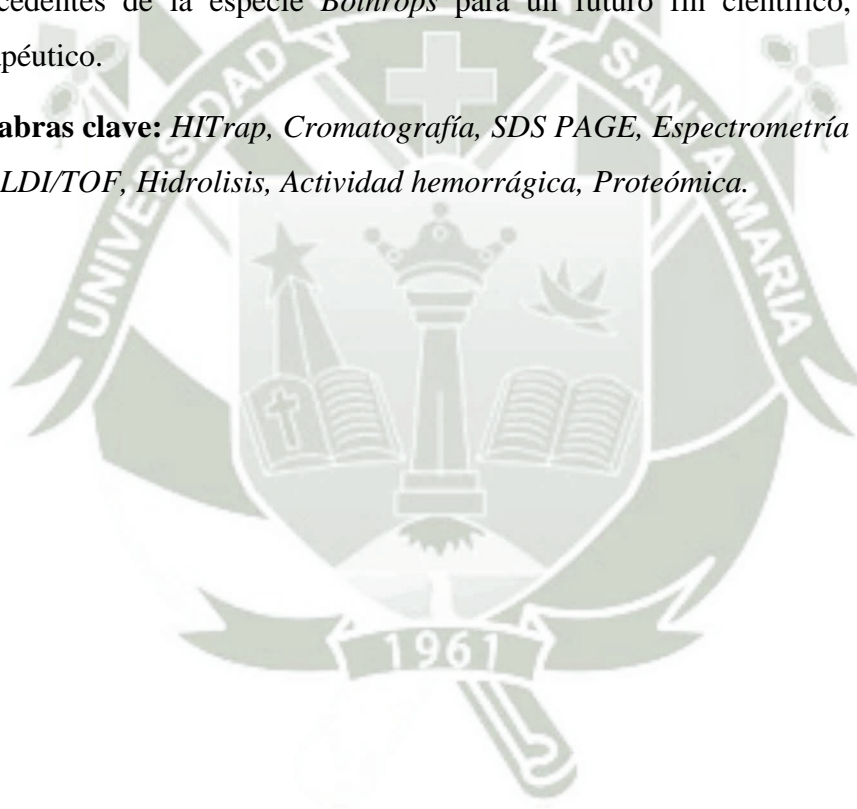 cedentes de la especie Bothrops para un futuro fin científico,
apéutico.
abras clave: HITrap, Cromatografía, SDS PAGE, Espectrometría
LDI/TOF, Hidrolisis, Actividad hemorrágica, Proteómica.
UNIVERSIDAD SANTA MARIA
1961